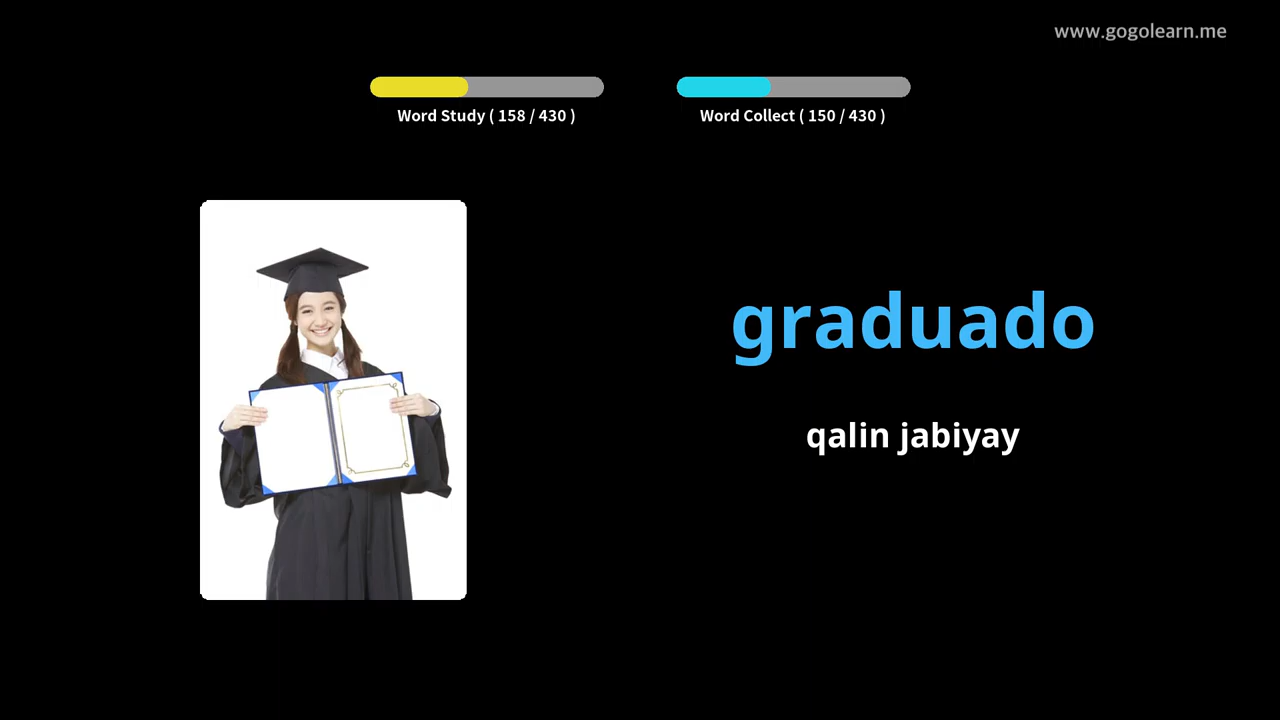 www.gogolearn.me
Word Study ( 158 / 430 )
Word Collect ( 150 / 430 )
graduado
qalin jabiyay